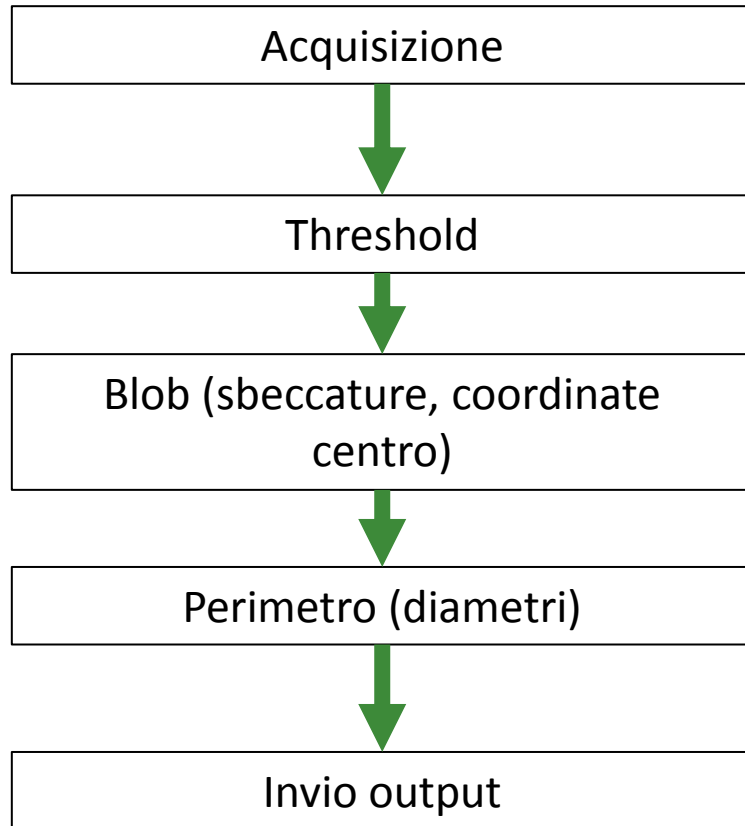 Acquisizione
Threshold
Blob (sbeccature, coordinate
centro)
Perimetro (diametri)
Invio output